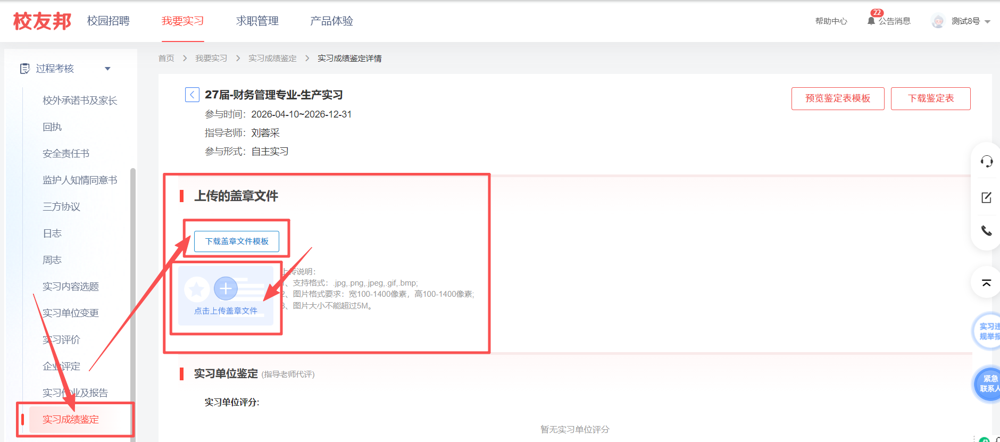 校友邦
校园招聘
我要实习
求职管理
产品体验
帮助中心
22
公告消息
测试8号
过程考核
校外承诺书及家长
回执
安全责任书
监护人知情同意书
三方协议
日志
周志
实习内容选题
实习单位变更
实习评价
企业评定
实习作业及报告
实习成绩鉴定
首页 > 我要实习 > 实习成绩鉴定 > 实习成绩鉴定详情
27届-财务管理专业-生产实习
预览鉴定表模板
下载鉴定表
参与时间：2026-04-10~2026-12-31
指导老师：刘蓉采
参与形式：自主实习
上传的盖章文件
下载盖章文件模板
点击上传盖章文件
上传说明：
1、支持格式：.jpg,.png,.jpeg,.gif,.bmp;
2、图片格式要求：宽100-1400像素，高100-1400像素;
3、图片大小不能超过5M。
实习单位鉴定 (指导老师代评)
实习单位评分:
暂无实习单位评分
实习违
规举报
紧急
联系人